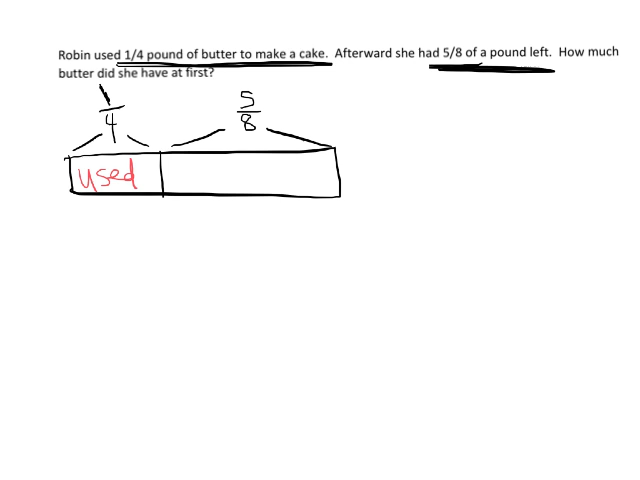 Robin used 1/4 pound of butter to make a cake. Afterward she had 5/8 of a pound left. How much
butter did she have at first?
1/4 5/8
used